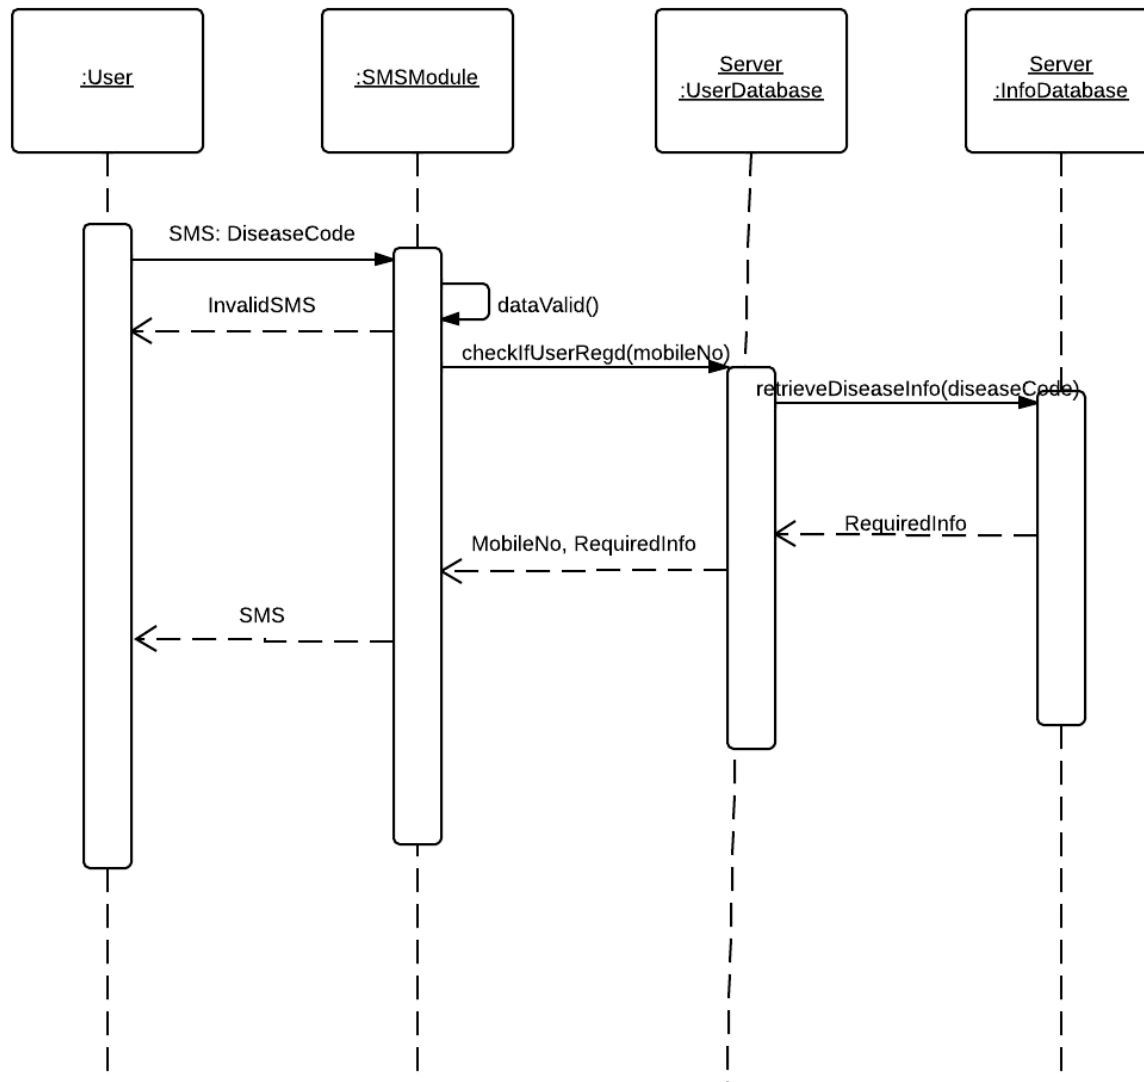 :User
:SMSModule
Server
:UserDatabase
Server
:InfoDatabase
SMS: DiseaseCode
InvalidSMS
dataValid()
checkIfUserRegd(mobileNo)
retrieveDiseaseInfo(diseaseCode)
RequiredInfo
MobileNo, RequiredInfo
SMS